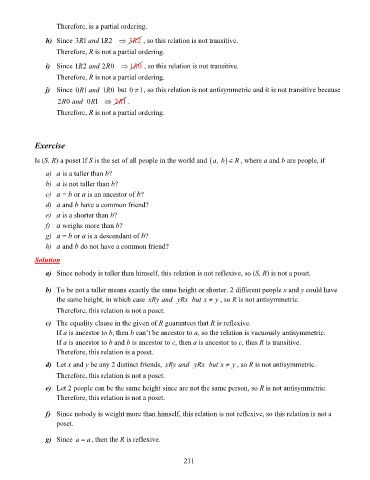 Therefore, is a partial ordering.
h) Since 3R1 and 1R2 ⇒ 3R2 , so this relation is not transitive.
Therefore, R is not a partial ordering.
i) Since 1R2 and 2R0 ⇒ 1R0 , so this relation is not transitive.
Therefore, R is not a partial ordering.
j) Since 0R1 and 1R0 but 0 ≠ 1, so this relation is not antisymmetric and it is not transitive because
2R0 and 0R1 ⇒ 2R1 .
Therefore, R is not a partial ordering.
Exercise
Is (S, R) a poset If S is the set of all people in the world and (a, b) ∈ R , where a and b are people, if
a) a is a taller than b?
b) a is not taller than b?
c) a = b or a is an ancestor of b?
d) a and b have a common friend?
e) a is a shorter than b?
f) a weighs more than b?
g) a = b or a is a descendant of b?
h) a and b do not have a common friend?
Solution
a) Since nobody is taller than himself, this relation is not reflexive, so (S, R) is not a poset.
b) To be not a taller means exactly the same height or shorter. 2 different people x and y could have
the same height, in which case xRy and yRx but x ≠ y , so R is not antisymmetric.
Therefore, this relation is not a poset.
c) The equality clause in the given of R guarantees that R is reflexive.
If a is ancestor to b, then b can't be ancestor to a, so the relation is vacuously antisymmetric.
If a is ancestor to b and b is ancestor to c, then a is ancestor to c, thus R is transitive.
Therefore, this relation is a poset.
d) Let x and y be any 2 distinct friends, xRy and yRx but x ≠ y , so R is not antisymmetric.
Therefore, this relation is not a poset.
e) Let 2 people can be the same height since are not the same person, so R is not antisymmetric.
Therefore, this relation is not a poset.
f) Since nobody is weight more than himself, this relation is not reflexive, so this relation is not a
poset.
g) Since a = a , then the R is reflexive.
211